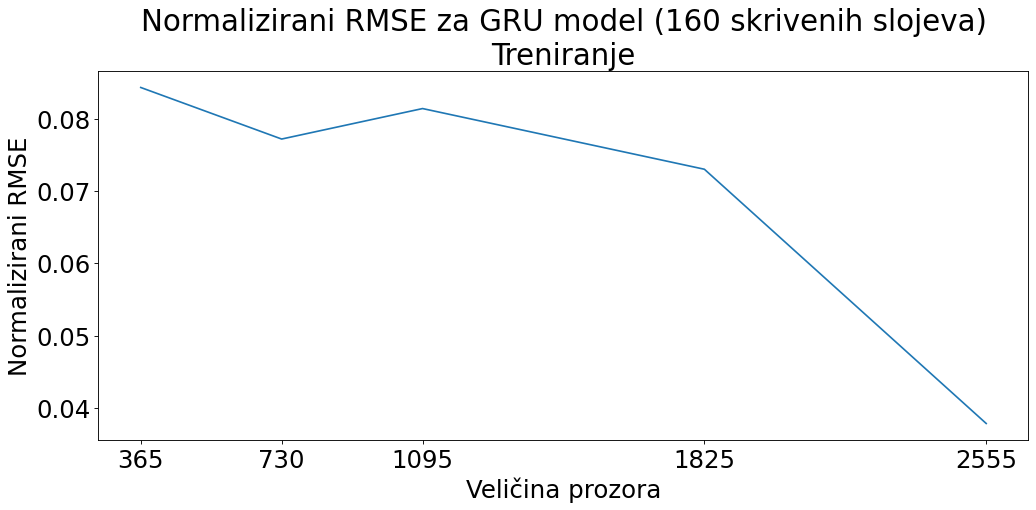 Normalizirani RMSE za GRU model (160 skrivenih slojeva)
Treniranje
Normalizirani RMSE
0.08
0.07
0.06
0.05
0.04
365 730 1095 1825 2555
Veličina prozora